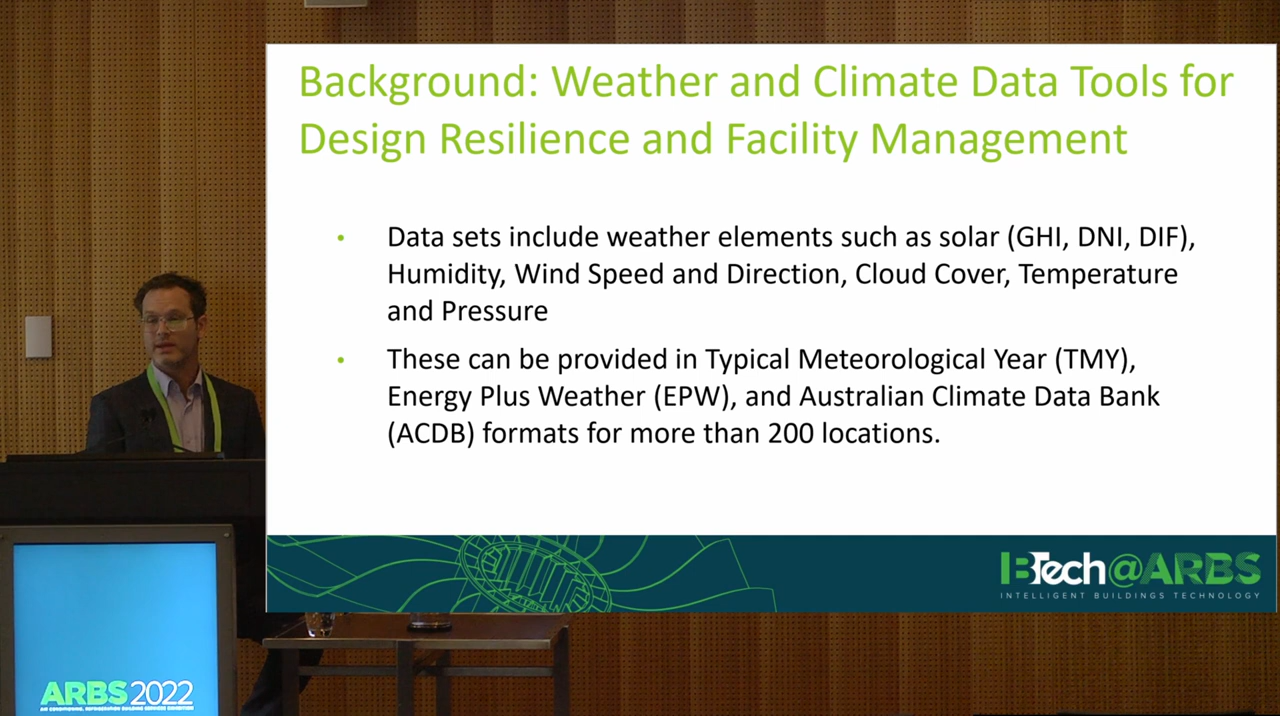 Background: Weather and Climate Data Tools for
Design Resilience and Facility Management
• Data sets include weather elements such as solar (GHI, DNI, DIF),
Humidity, Wind Speed and Direction, Cloud Cover, Temperature
and Pressure
• These can be provided in Typical Meteorological Year (TMY),
Energy Plus Weather (EPW), and Australian Climate Data Bank
(ACDB) formats for more than 200 locations.
IBTech@ARBS
INTELLIGENT BUILDINGS TECHNOLOGY
ARBS2022
AIR CONDITIONING, REFRIGERATION BUILDING SERVICES EXHIBITION